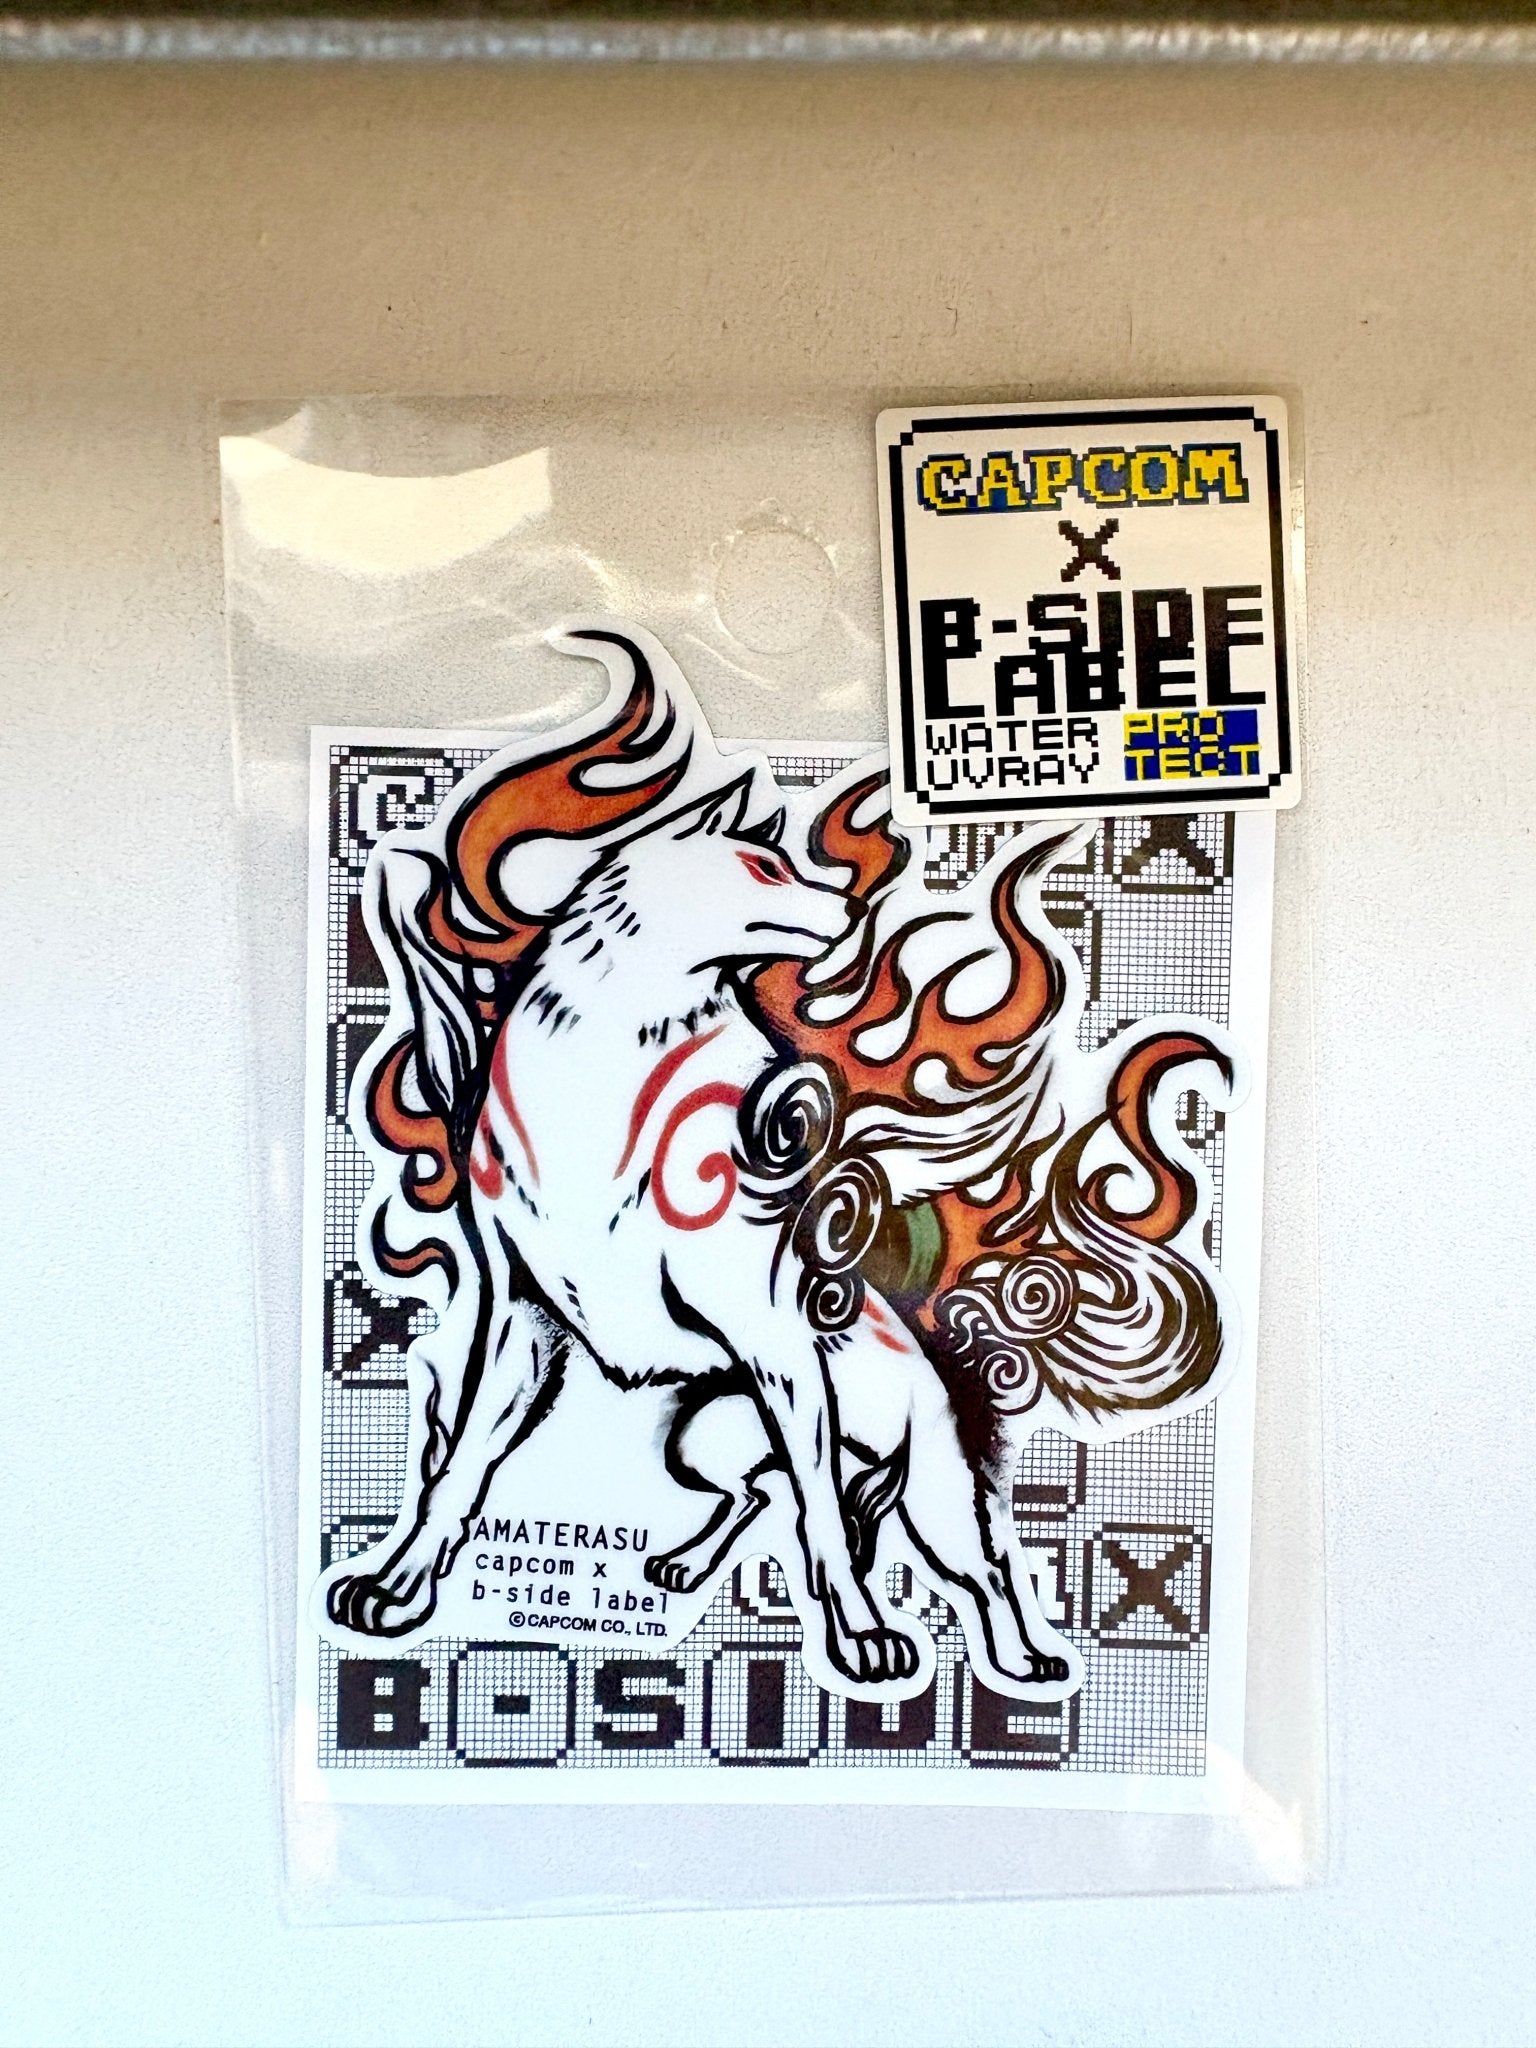 CAPCOM
X
B-SIDE
LABEL
WATER
UVRAY
PRO
TECT
AMATERASU
capcom x
b-side label
©CAPCOM CO., LTD.
B-SIDE